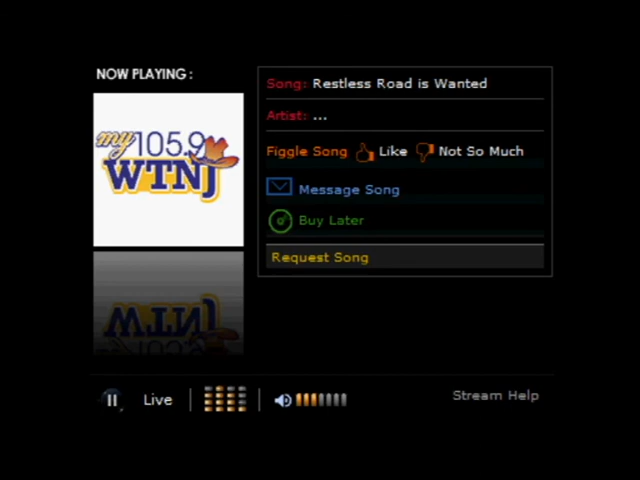 NOW PLAYING :
my 105.9
WTNJ
Song: Restless Road is Wanted
Artist: ...
Figgle Song Like Not So Much
Message Song
Buy Later
Request Song
Live
Stream Help